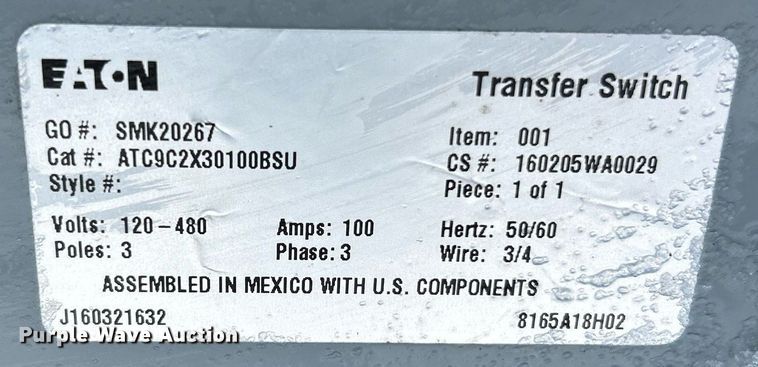 EATON
Transfer Switch
GO #: SMK20267
Item: 001
Cat #: ATC9C2X30100BSU
CS #: 160205WA0029
Style #:
Piece: 1 of 1
Volts: 120-480 Amps: 100 Hertz: 50/60
Poles: 3 Phase: 3 Wire: 3/4
ASSEMBLED IN MEXICO WITH U.S. COMPONENTS
J160321632 8165A18H02
Purple Wave Auction